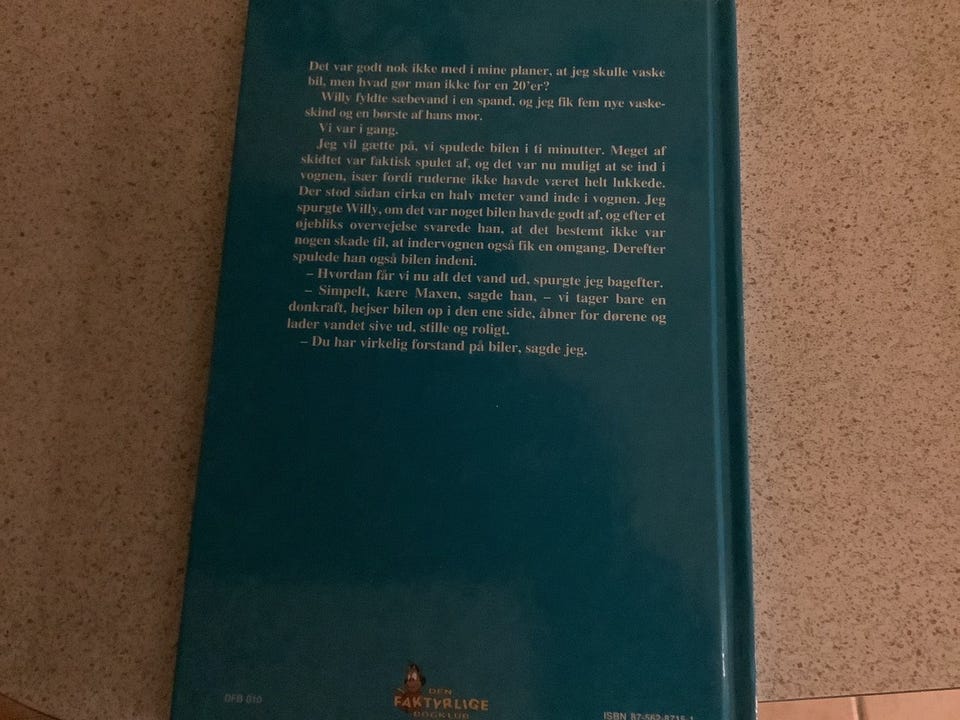 Det var godt nok ikke med i mine planer, at jeg skulle vaske
bil, men hvad gør man ikke for en 20'er?
Willy fyldte sæbevand i en spand, og jeg fik fem nye vaske-
skind og en børste af hans mor.
Vi var i gang.
Jeg vil gætte på, vi spulede bilen i ti minutter. Meget af
skidtet var faktisk spulet af, og det var nu muligt at se ind i
vognen, især fordi ruderne ikke havde været helt lukkede.
Der stod sådan cirka en halv meter vand inde i vognen. Jeg
spurgte Willy, om det var noget bilen havde godt af, og efter et
øjebliks overvejelse svarede han, at det bestemt ikke var
nogen skade til, at indervognen også fik en omgang. Derefter
spulede han også bilen indeni.
– Hvordan får vi nu alt det vand ud, spurgte jeg bagefter.
– Simpelt, kære Maxen, sagde han, – vi tager bare en
donkraft, hejser bilen op i den ene side, åbner for dørene og
lader vandet sive ud, stille og roligt.
– Du har virkelig forstand på biler, sagde jeg.
DFB 010
DEN
FAKTYRLIGE
BOGKLUB
ISBN 87-562-8715-1